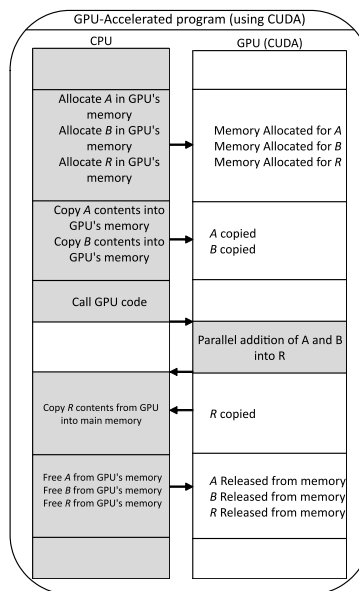 GPU-Accelerated program (using CUDA)
CPU
GPU (CUDA)
Allocate A in GPU's
memory
Allocate B in GPU's
memory
Allocate R in GPU's
memory
Memory Allocated for A
Memory Allocated for B
Memory Allocated for R
Copy A contents into
GPU's memory
Copy B contents into
GPU's memory
A copied
B copied
Call GPU code
Parallel addition of A and B
into R
Copy R contents from GPU
into main memory
R copied
Free A from GPU's memory
Free B from GPU's memory
Free R from GPU's memory
A Released from memory
B Released from memory
R Released from memory